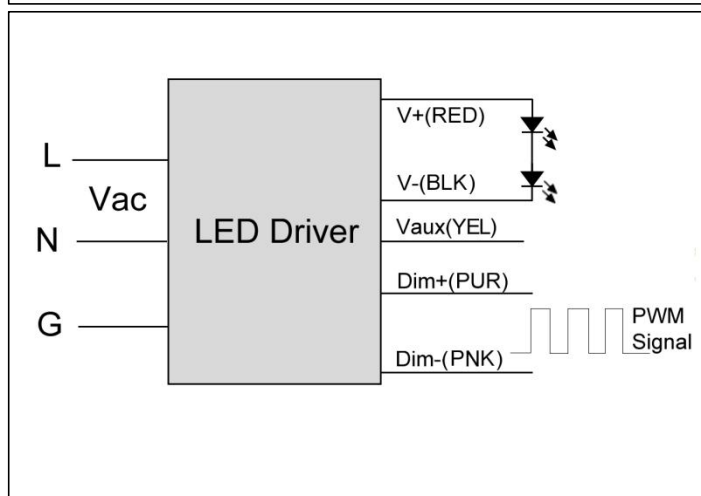 L
Vac
N
G
LED Driver
V+(RED)
V-(BLK)
Vaux(YEL)
Dim+(PUR)
Dim-(PNK)
PWM
Signal